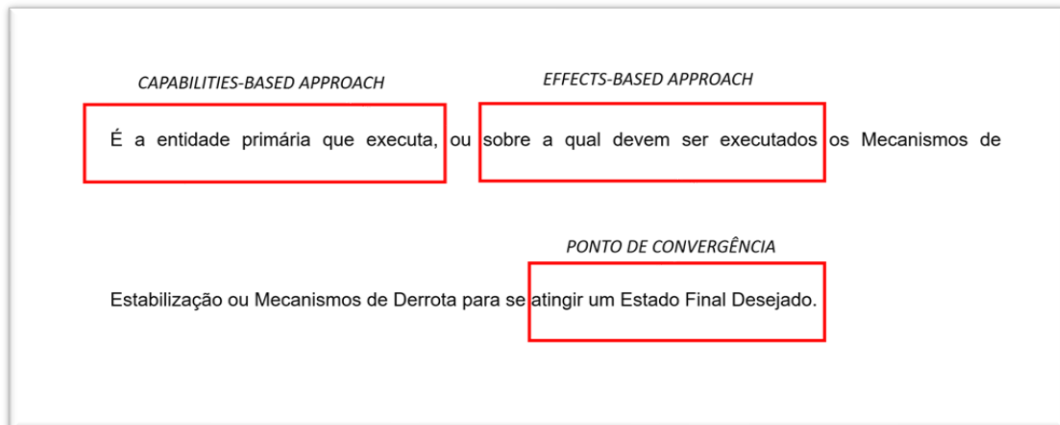 CAPABILITIES-BASED APPROACH EFFECTS-BASED APPROACH
É a entidade primária que executa, ou sobre a qual devem ser executados os Mecanismos de
PONTO DE CONVERGÊNCIA
Estabilização ou Mecanismos de Derrota para se atingir um Estado Final Desejado.